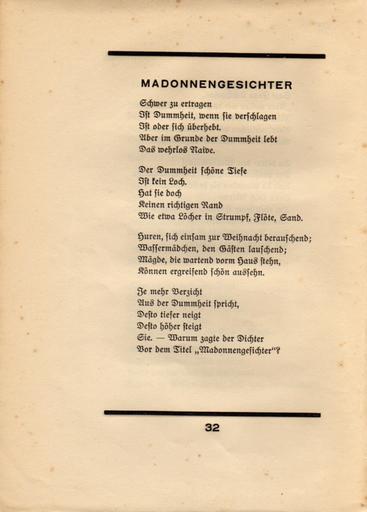 MADONNENGESICHTER
Schwer zu ertragen
Ist Dummheit, wenn sie verschlagen
Ist oder sich überhebt.
Aber im Grunde der Dummheit lebt
Das wehrlos Naive.
Der Dummheit schöne Tiefe
Ist kein Loch.
Hat sie doch
Keinen richtigen Rand
Wie etwa Löcher in Strumpf, Flöte, Sand.
Huren, sich einsam zur Weihnacht berauschend;
Wassermädchen, den Gästen lauschend;
Mägde, die wartend vorm Haus stehn,
Können ergreifend schön aussehn.
Je mehr Verzicht
Aus der Dummheit spricht,
Desto tiefer neigt
Desto höher steigt
Sie. — Warum zagte der Dichter
Vor dem Titel „Madonnengesichter“?
32